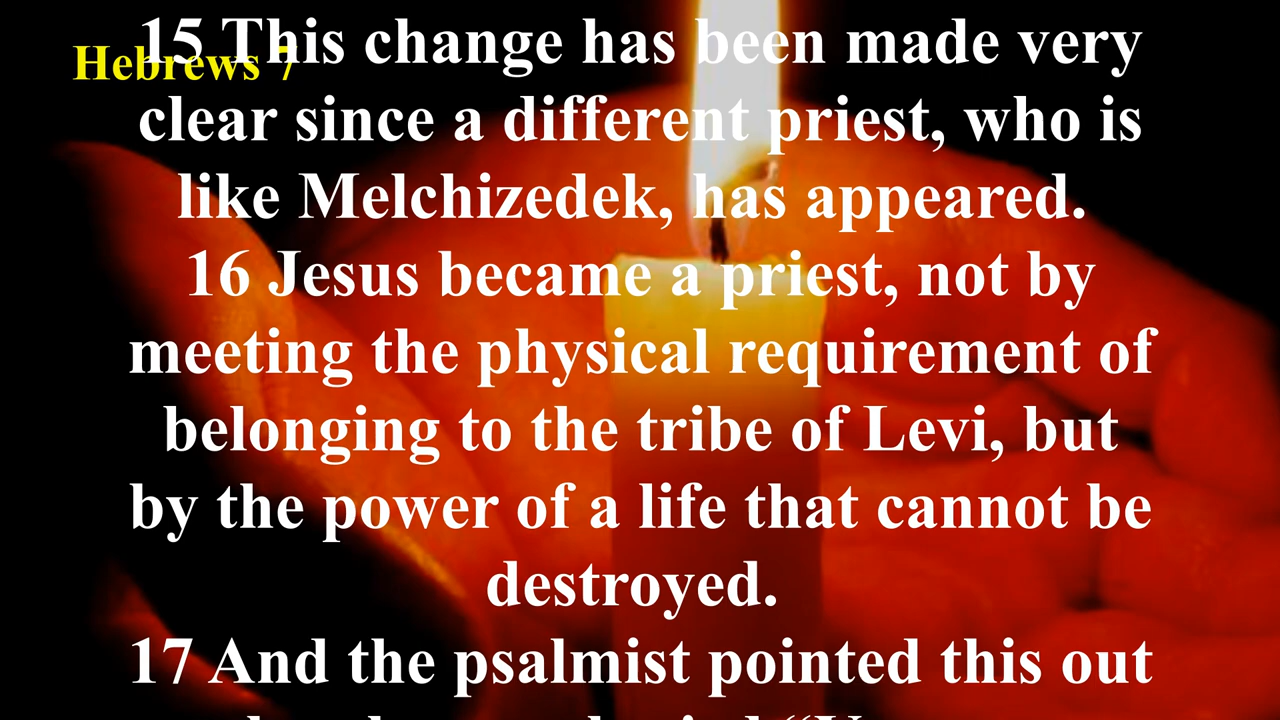 Hebrews 7
15 This change has been made very
clear since a different priest, who is
like Melchizedek, has appeared.
16 Jesus became a priest, not by
meeting the physical requirement of
belonging to the tribe of Levi, but
by the power of a life that cannot be
destroyed.
17 And the psalmist pointed this out